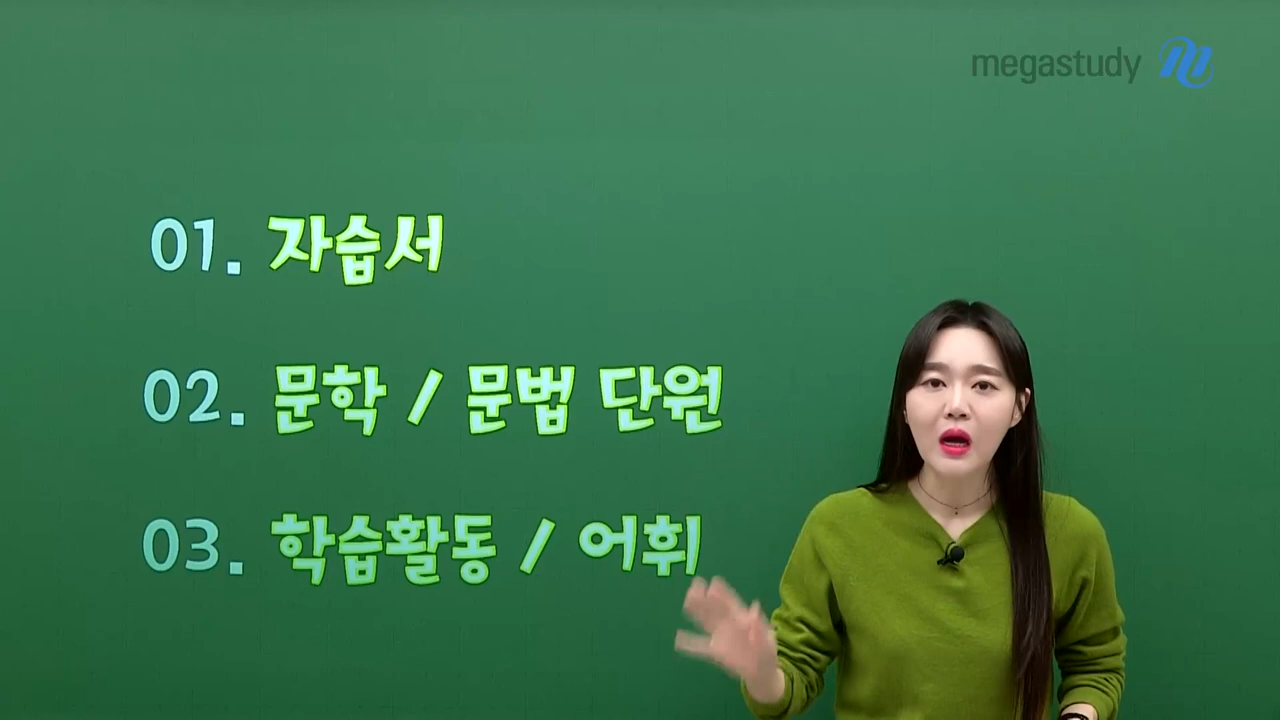 megastudy
01. 자습서
02. 문학 / 문법 단원
03. 학습활동 / 어휘